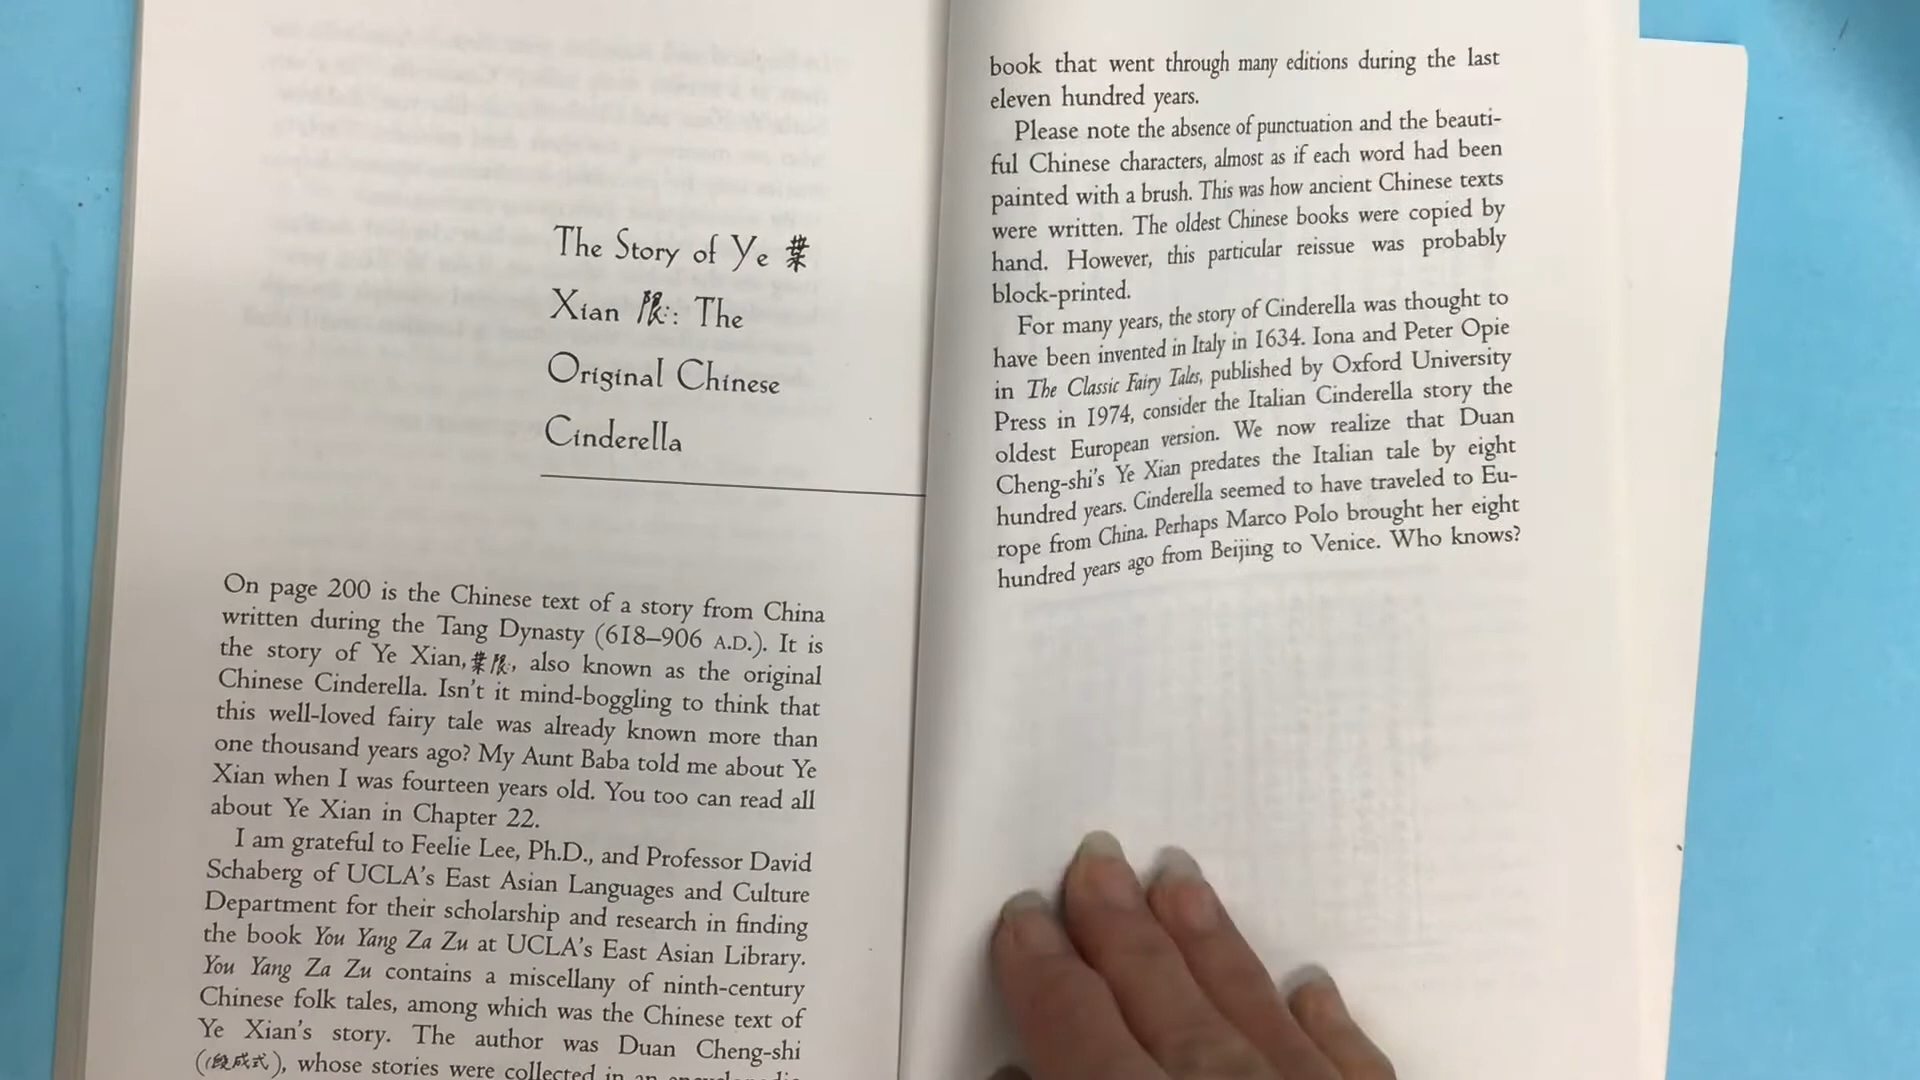 The Story of Ye 葉
Xian 限: The
Original Chinese
Cinderella
On page 200 is the Chinese text of a story from China
written during the Tang Dynasty (618–906 A.D.). It is
the story of Ye Xian, 葉限, also known as the original
Chinese Cinderella. Isn't it mind-boggling to think that
this well-loved fairy tale was already known more than
one thousand years ago? My Aunt Baba told me about Ye
Xian when I was fourteen years old. You too can read all
about Ye Xian in Chapter 22.
I am grateful to Feelie Lee, Ph.D., and Professor David
Schaberg of UCLA's East Asian Languages and Culture
Department for their scholarship and research in finding
the book You Yang Za Zu at UCLA's East Asian Library.
You Yang Za Zu contains a miscellany of ninth-century
Chinese folk tales, among which was the Chinese text of
Ye Xian's story. The author was Duan Cheng-shi
(段成式), whose stories were collected in an
book that went through many editions during the last
eleven hundred years.
Please note the absence of punctuation and the beauti-
ful Chinese characters, almost as if each word had been
painted with a brush. This was how ancient Chinese texts
were written. The oldest Chinese books were copied by
hand. However, this particular reissue was probably
block-printed.
For many years, the story of Cinderella was thought to
have been invented in Italy in 1634. Iona and Peter Opie
in The Classic Fairy Tales, published by Oxford University
Press in 1974, consider the Italian Cinderella story the
oldest European version. We now realize that Duan
Cheng-shi's Ye Xian predates the Italian tale by eight
hundred years. Cinderella seemed to have traveled to Eu-
rope from China. Perhaps Marco Polo brought her eight
hundred years ago from Beijing to Venice. Who knows?